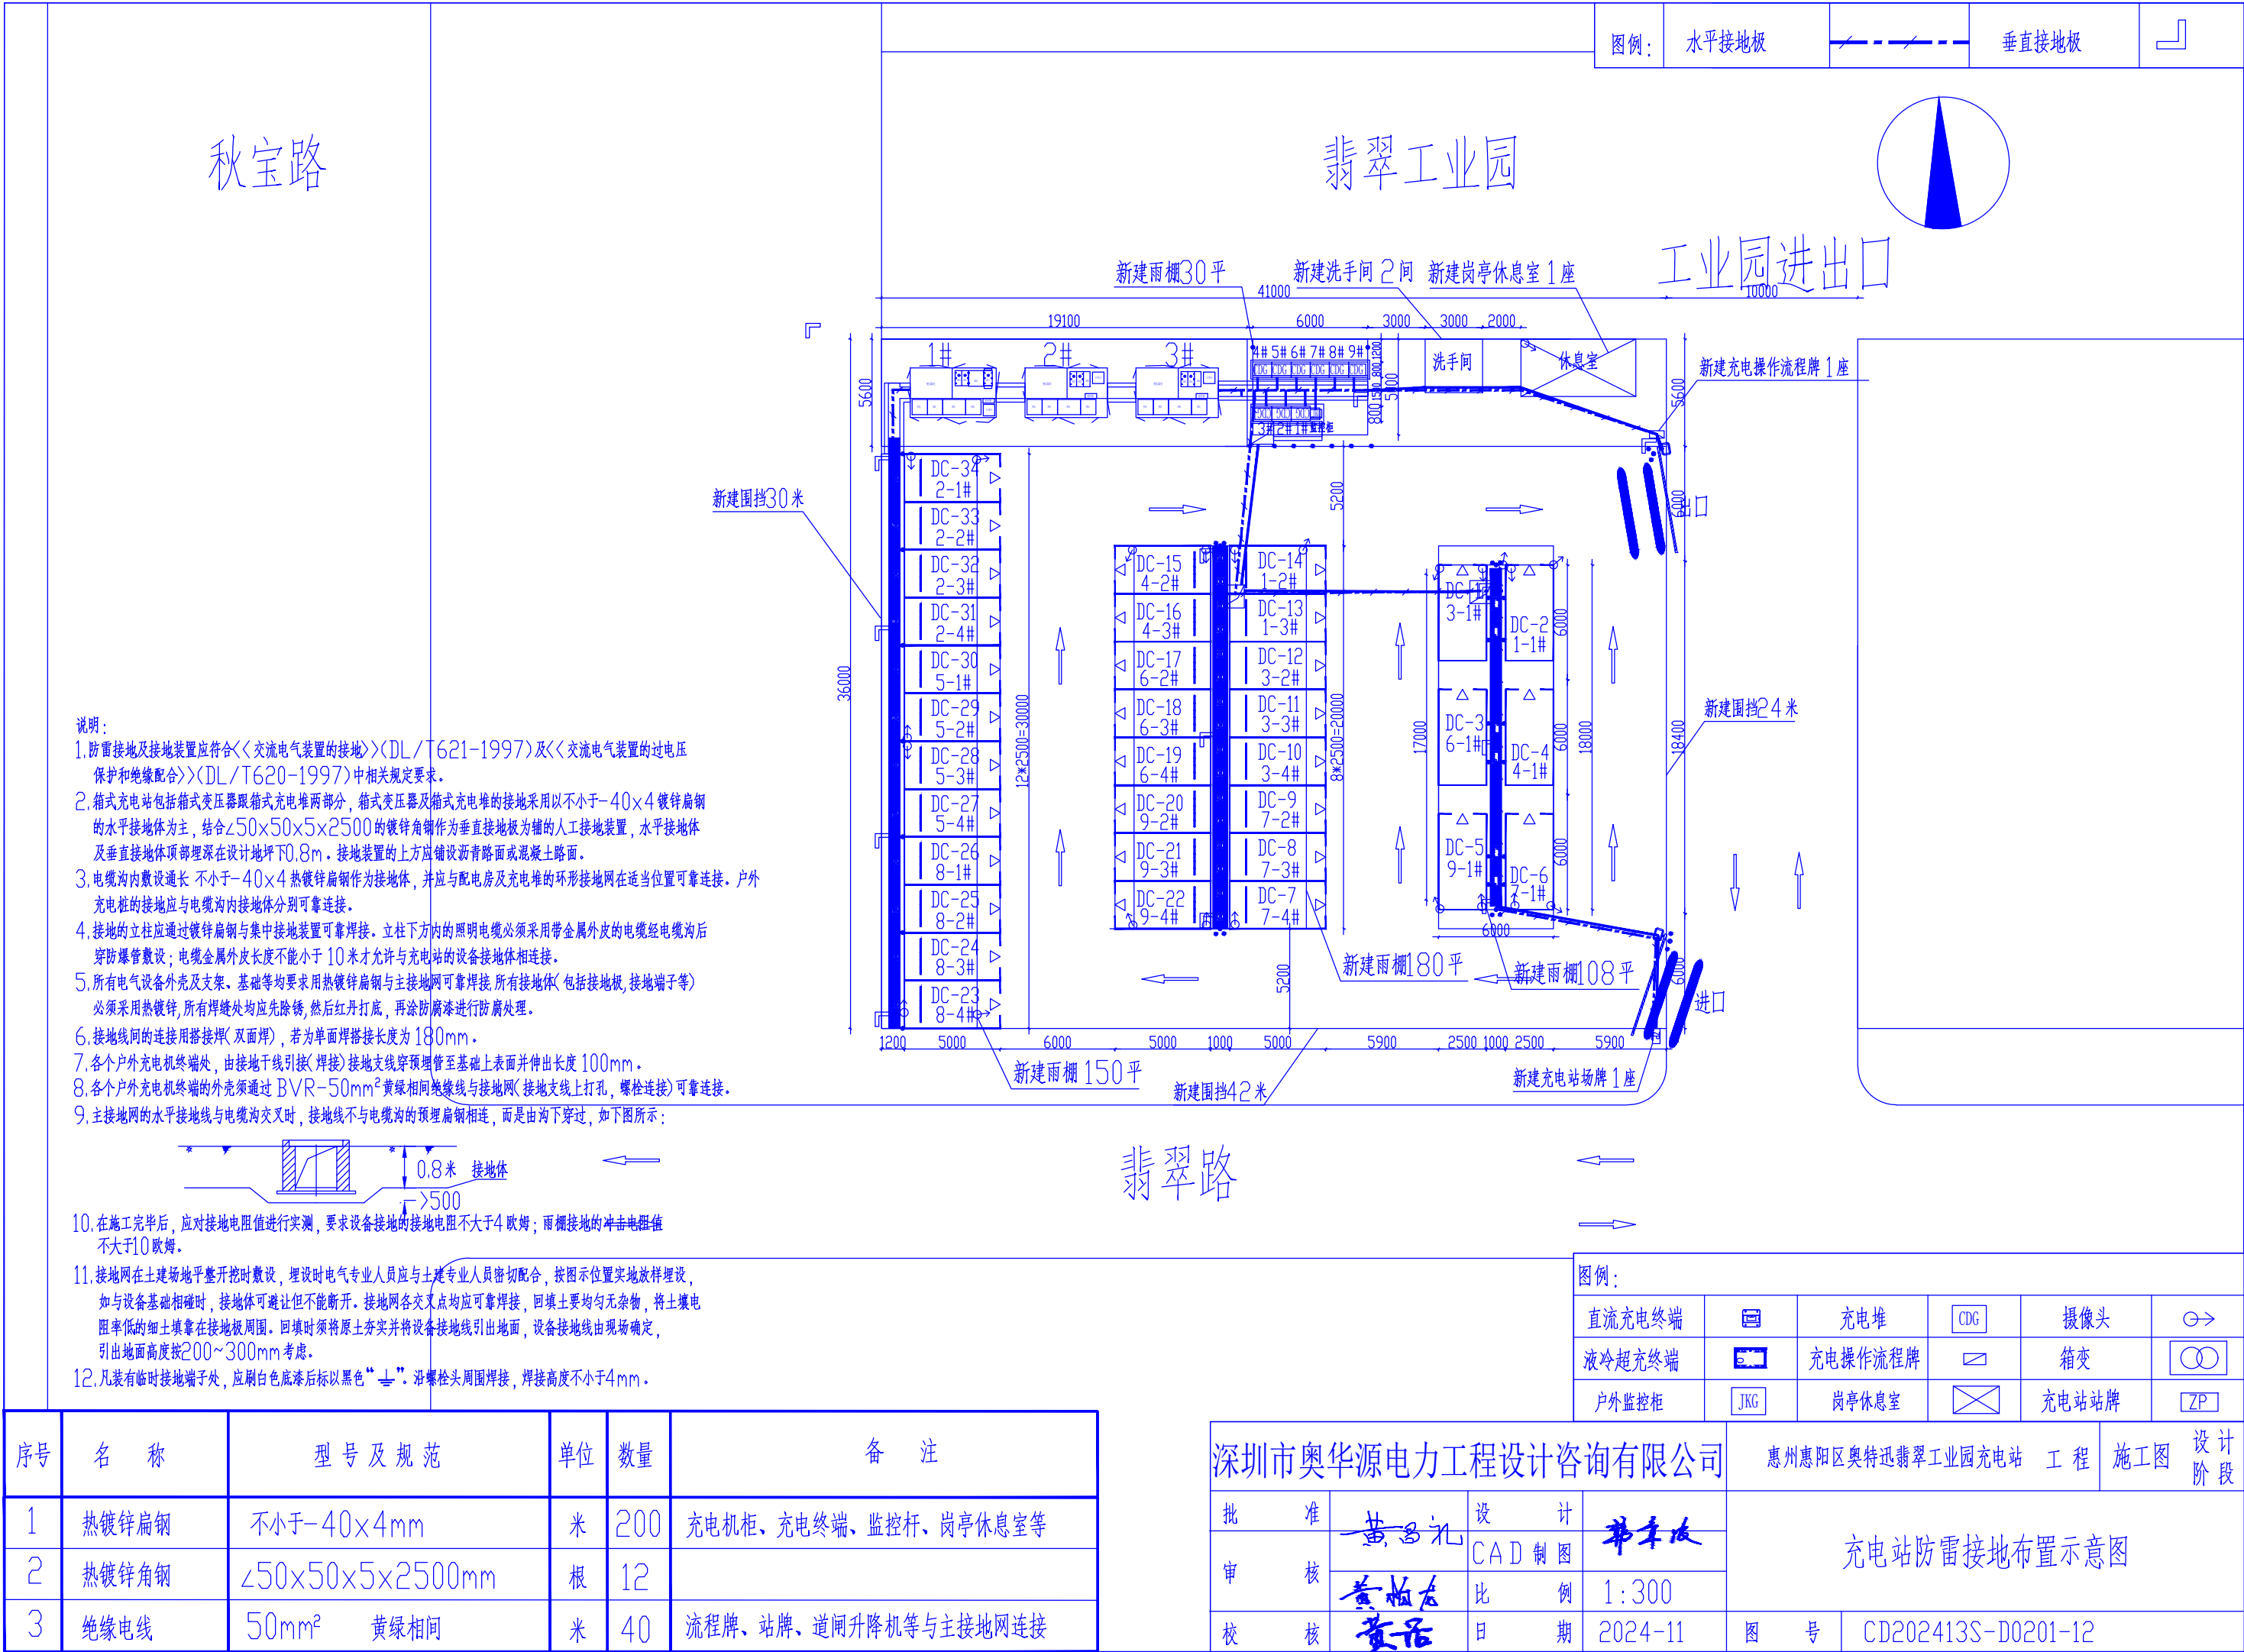 图例:
水平接地极
垂直接地极
秋宝路
翡翠工业园
工业园进出口
新建雨棚30平
新建洗手间 2间
新建岗亭休息室1座
41000
10000
19100
6000
3000
3000
2000
1#
2#
3#
4# 5# 6# 7# 8# 9#
CDG CDG CDG CDG CDG CDG
洗手间
休息室
新建充电操作流程牌1座
5600
1200
800
1500
800
5600
3# 2# 1# 监控柜
新建围挡30米
DC-34
2-1#
DC-33
2-2#
DC-32
2-3#
DC-31
2-4#
DC-30
5-1#
DC-29
5-2#
DC-28
5-3#
DC-27
5-4#
DC-26
8-1#
DC-25
8-2#
DC-24
8-3#
DC-23
8-4#
36000
12*2500=30000
5200
DC-15
4-2#
DC-16
4-3#
DC-17
6-2#
DC-18
6-3#
DC-19
6-4#
DC-20
9-2#
DC-21
9-3#
DC-22
9-4#
DC-14
1-2#
DC-13
1-3#
DC-12
3-2#
DC-11
3-3#
DC-10
3-4#
DC-9
7-2#
DC-8
7-3#
DC-7
7-4#
8*2500=20000
5200
3-1#
DC-2
1-1#
DC-3
6-1#
DC-4
4-1#
DC-5
9-1#
DC-6
7-1#
17000
6000
6000
6000
18000
6000
6000
出口
18400
新建围挡24米
6000
进口
新建雨棚180平
新建雨棚108平
1200
5000
6000
5000
1000
5000
5900
2500
1000
2500
5900
新建雨棚150平
新建围挡42米
新建充电站场牌1座
翡翠路
说明:
1.防雷接地及接地装置应符合<<交流电气装置的接地>>(DL/T621-1997)及<<交流电气装置的过电压
保护和绝缘配合>>(DL/T620-1997)中相关规定要求。
2.箱式充电站包括箱式变压器跟箱式充电堆两部分,箱式变压器及箱式充电堆的接地采用以不小于-40x4镀锌扁钢
的水平接地体为主,结合∠50x50x5x2500的镀锌角钢作为垂直接地极为辅的人工接地装置,水平接地体
及垂直接地体顶部埋深在设计地坪下0.8m。接地装置的上方应铺设沥青路面或混凝土路面。
3.电缆沟内敷设通长 不小于-40x4热镀锌扁钢作为接地体,并应与配电房及充电堆的环形接地网在适当位置可靠连接。户外
充电桩的接地应与电缆沟内接地体分别可靠连接。
4.接地的立柱应通过镀锌扁钢与集中接地装置可靠焊接。立柱下方内的照明电缆必须采用带金属外皮的电缆经电缆沟后
穿防爆管敷设;电缆金属外皮长度不能小于10米才允许与充电站的设备接地体相连接。
5.所有电气设备外壳及支架、基础等均要求用热镀锌扁钢与主接地网可靠焊接,所有接地体(包括接地极,接地端子等)
必须采用热镀锌,所有焊缝处均应先除锈,然后红丹打底,再涂防腐漆进行防腐处理。
6.接地线间的连接用搭接焊(双面焊),若为单面焊搭接长度为180mm。
7.各个户外充电机终端处,由接地干线引接(焊接)接地支线穿预埋管至基础上表面并伸出长度100mm。
8.各个户外充电机终端的外壳须通过BVR-50mm²黄绿相间绝缘线与接地网(接地支线上打孔,螺栓连接)可靠连接。
9.主接地网的水平接地线与电缆沟交叉时,接地线不与电缆沟的预埋扁钢相连,而是由沟下穿过,如下图所示:
0.8米 接地体
>500
10.在施工完毕后,应对接地电阻值进行实测,要求设备接地的接地电阻不大于4欧姆;雨棚接地的冲击电阻值
不大于10欧姆。
11.接地网在土建场地平整开挖时敷设,埋设时电气专业人员应与土建专业人员密切配合,按图示位置实地放样埋设,
如与设备基础相碰时,接地体可避让但不能断开。接地网各交叉点均应可靠焊接,回填土要均匀无杂物,将土壤电
阻率低的细土填靠在接地极周围。回填时须将原土夯实并将设备接地线引出地面,设备接地线由现场确定,
引出地面高度按200~300mm考虑。
12.凡装有临时接地端子处,应刷白色底漆后标以黑色“⏚”。沿螺栓头周围焊接,焊接高度不小于4mm。
图例:
直流充电终端 充电堆 CDG 摄像头
液冷超充终端 充电操作流程牌 箱变
户外监控柜 JKG 岗亭休息室 充电站站牌 ZP
序号 名称 型号及规范 单位 数量 备注
1 热镀锌扁钢 不小于-40x4mm 米 200 充电机柜、充电终端、监控杆、岗亭休息室等
2 热镀锌角钢 ∠50x50x5x2500mm 根 12
3 绝缘电线 50mm² 黄绿相间 米 40 流程牌、站牌、道闸升降机等与主接地网连接
深圳市奥华源电力工程设计咨询有限公司
惠州惠阳区奥特迅翡翠工业园充电站 工程 施工图 设计阶段
批准 设计
审核 CAD制图
比例 1:300
校核 日期 2024-11
充电站防雷接地布置示意图
图号 CD202413S-D0201-12